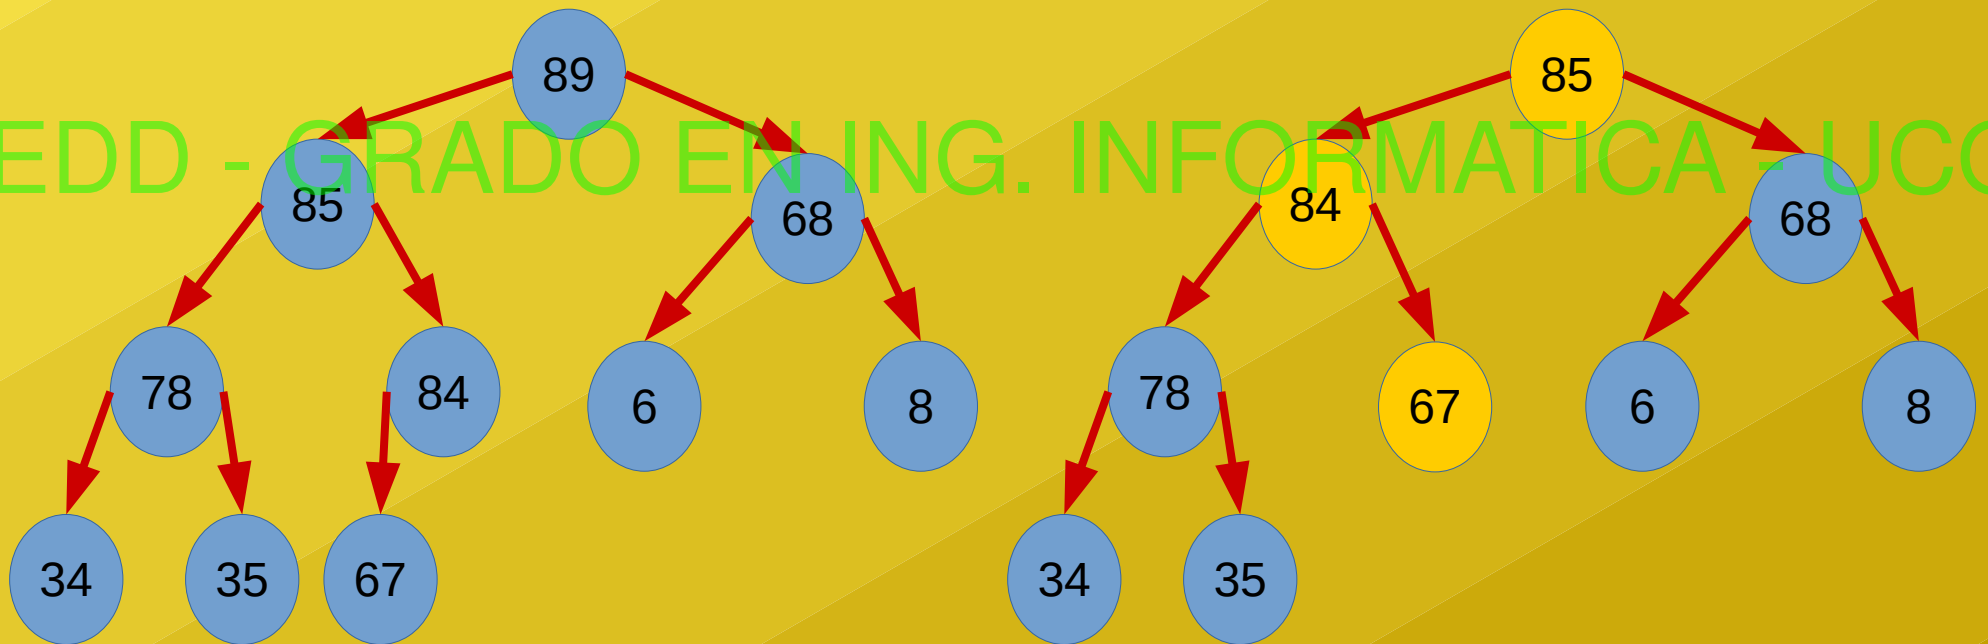 89 85
EDD - GRADO EN ING. INFORMATICA - UCO
85 68 84 68
78 84 6 8 78 67 6 8
34 35 67 34 35